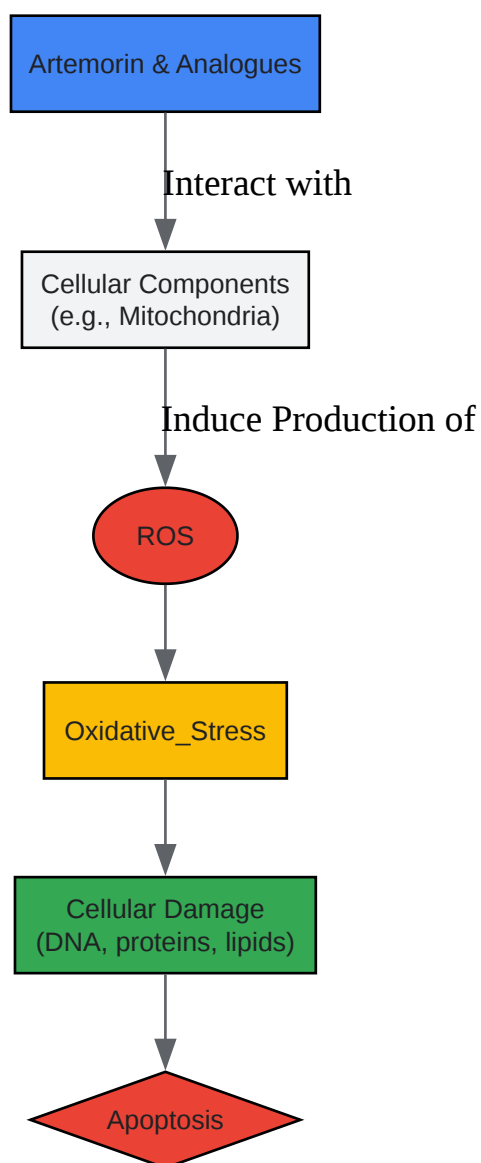 Artemorin & Analogues
Interact with
Cellular Components
(e.g., Mitochondria)
Induce Production of
ROS
Oxidative_Stress
Cellular Damage
(DNA, proteins, lipids)
Apoptosis